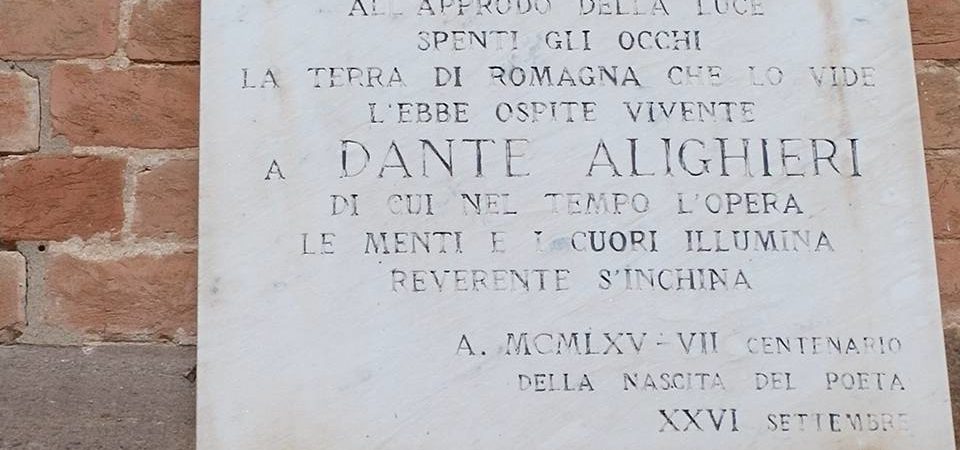 ALL'APPRODO DELLA LUCE
SPENTI GLI OCCHI
LA TERRA DI ROMAGNA CHE LO VIDE
L'EBBE OSPITE VIVENTE
A DANTE ALIGHIERI
DI CUI NEL TEMPO L'OPERA
LE MENTI E I CUORI ILLUMINA
REVERENTE S'INCHINA
A. MCMLXV - VII CENTENARIO
DELLA NASCITA DEL POETA
XXVI SETTEMBRE